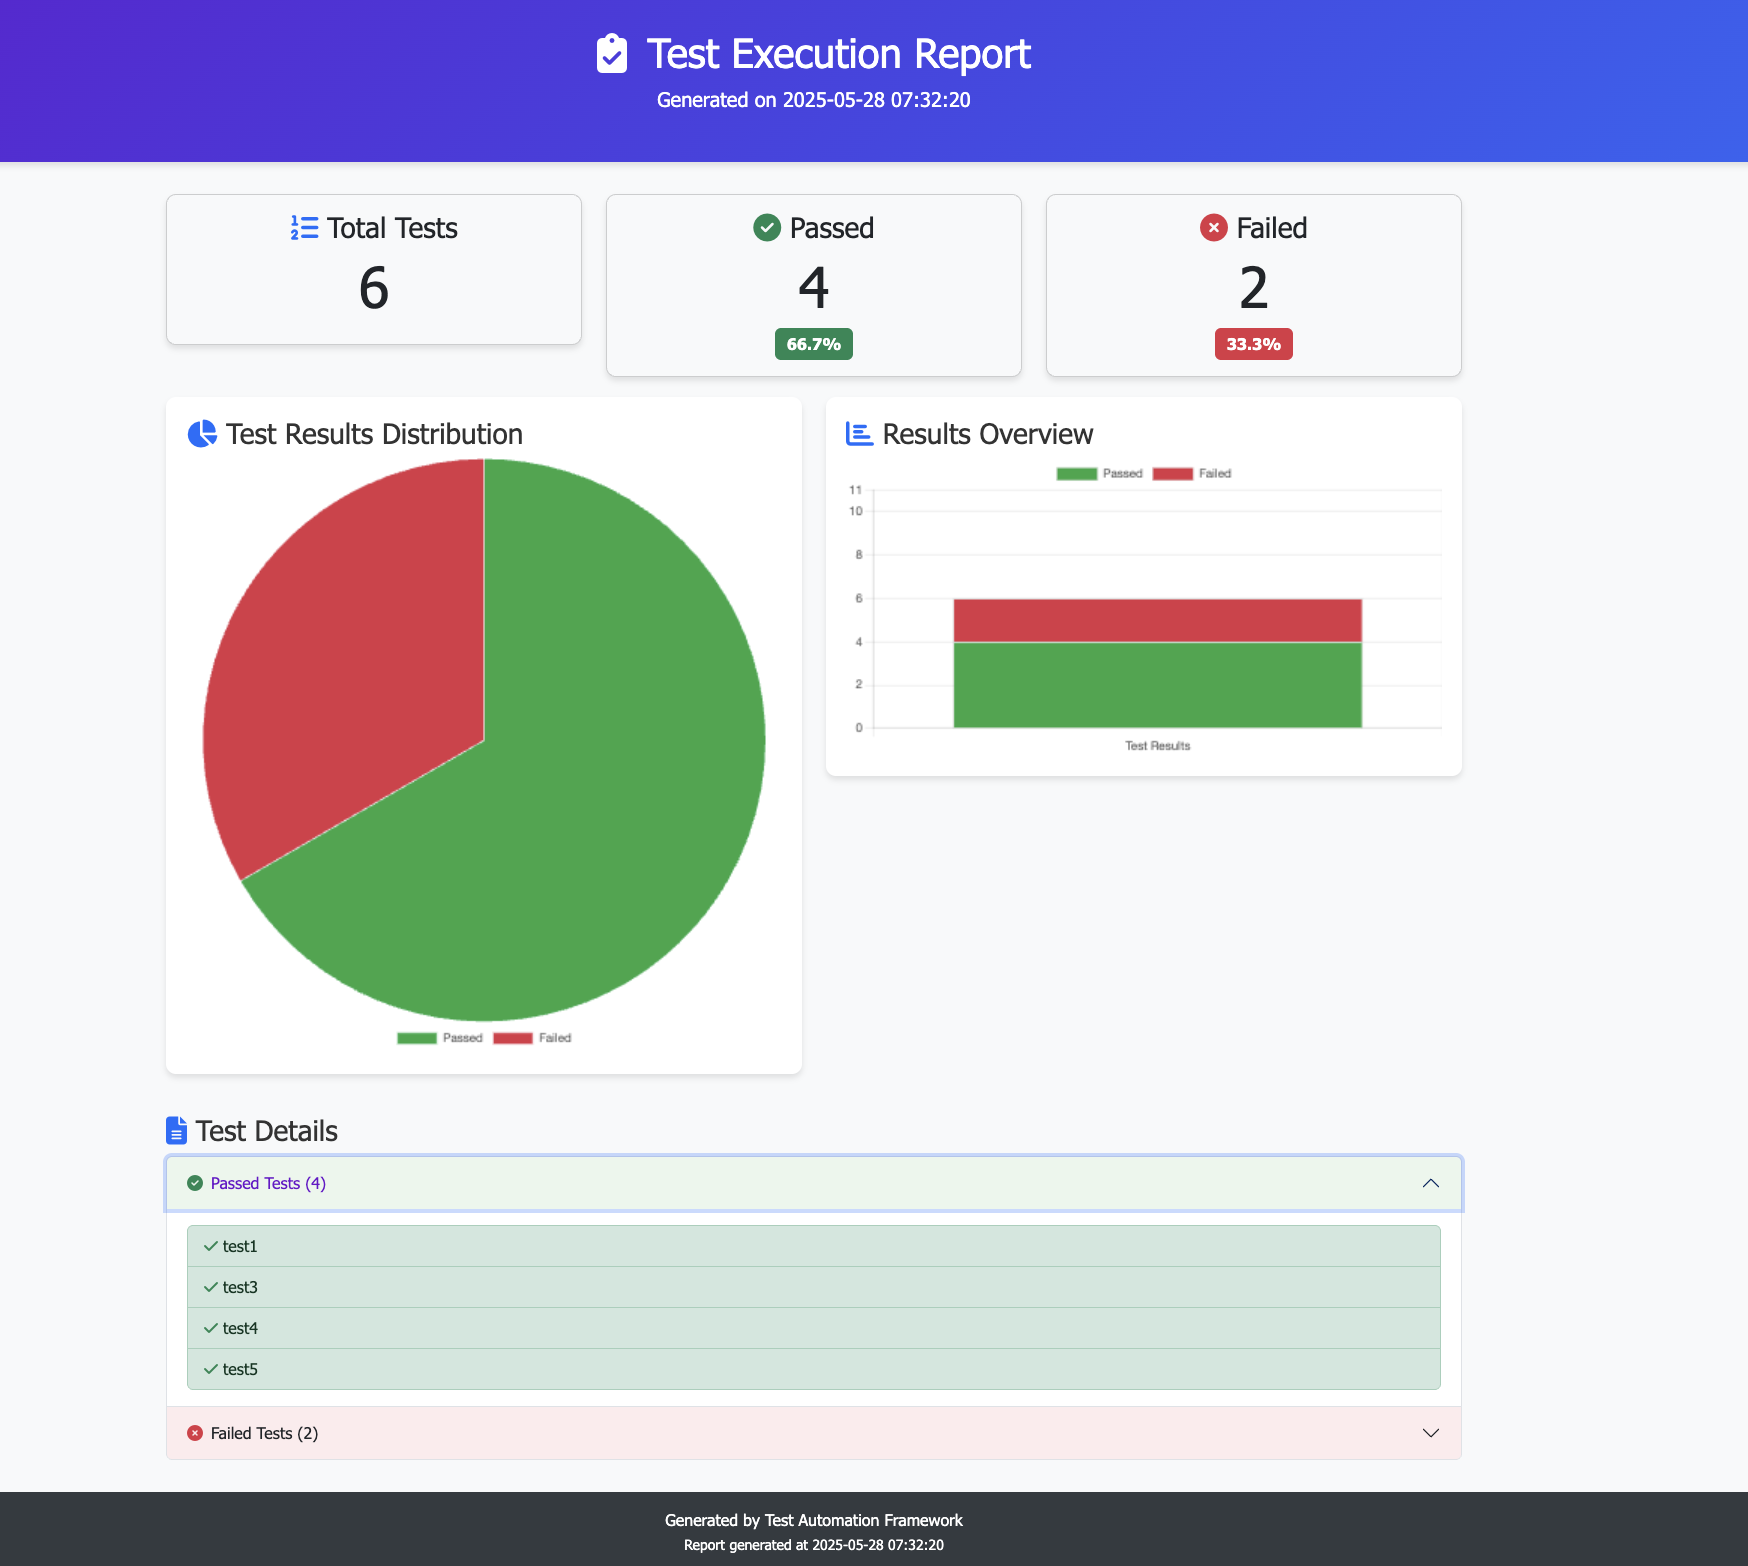 Test Execution Report
Generated on 2025-05-28 07:32:20
Total Tests
6
Passed
4
66.7%
Failed
2
33.3%
Test Results Distribution
Passed Failed
Results Overview
Passed Failed
11
10
8
6
4
2
0
Test Results
Test Details
Passed Tests (4)
test1
test3
test4
test5
Failed Tests (2)
Generated by Test Automation Framework
Report generated at 2025-05-28 07:32:20